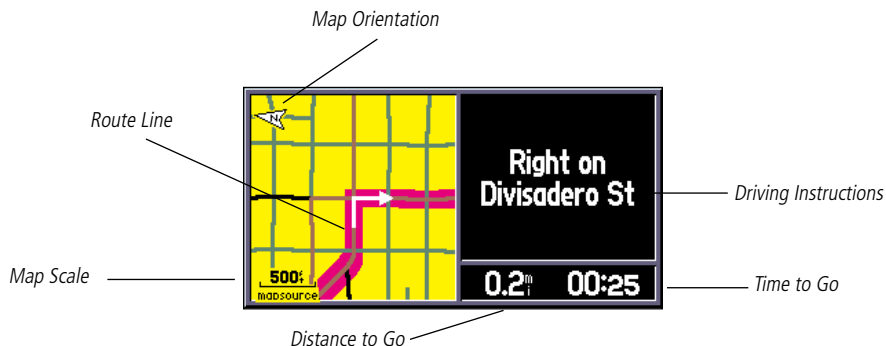 Map Orientation
Route Line
N
Right on
Divisadero St
Driving Instructions
500ft
mapsource
Map Scale
0.2mi 00:25
Time to Go
Distance to Go